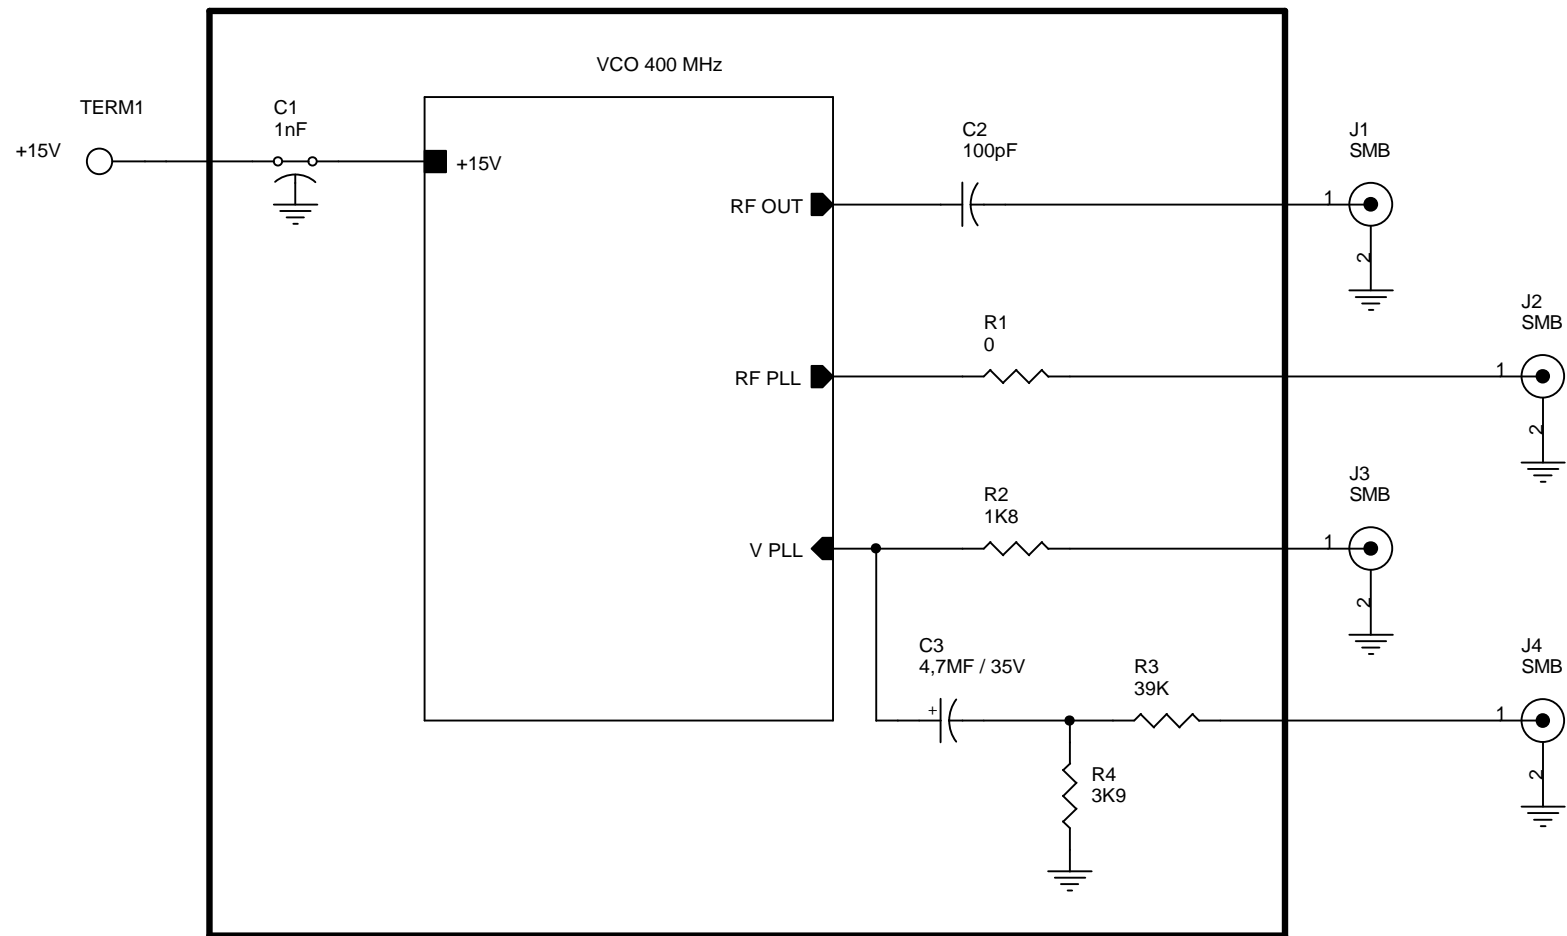 VCO 400 MHz
TERM1
+15V
C1
1nF
+15V
C2
100pF
RF OUT
1
J1
SMB
2
R1
0
RF PLL
1
J2
SMB
2
R2
1K8
V PLL
1
J3
SMB
2
C3
4,7MF / 35V
+
R3
39K
1
J4
SMB
2
R4
3K9